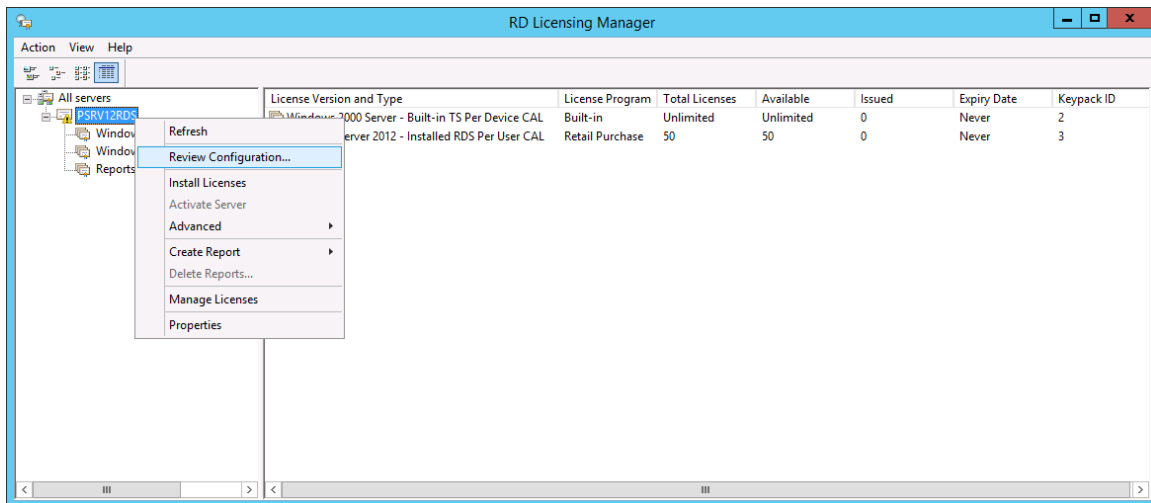 RD Licensing Manager
Action View Help
All servers
PSRV12RDS
Window
Window
Reports
License Version and Type License Program Total Licenses Available Issued Expiry Date Keypack ID
Windows 2000 Server - Built-in TS Per Device CAL Built-in Unlimited Unlimited 0 Never 2
erver 2012 - Installed RDS Per User CAL Retail Purchase 50 50 0 Never 3
Refresh
Review Configuration...
Install Licenses
Activate Server
Advanced
Create Report
Delete Reports...
Manage Licenses
Properties